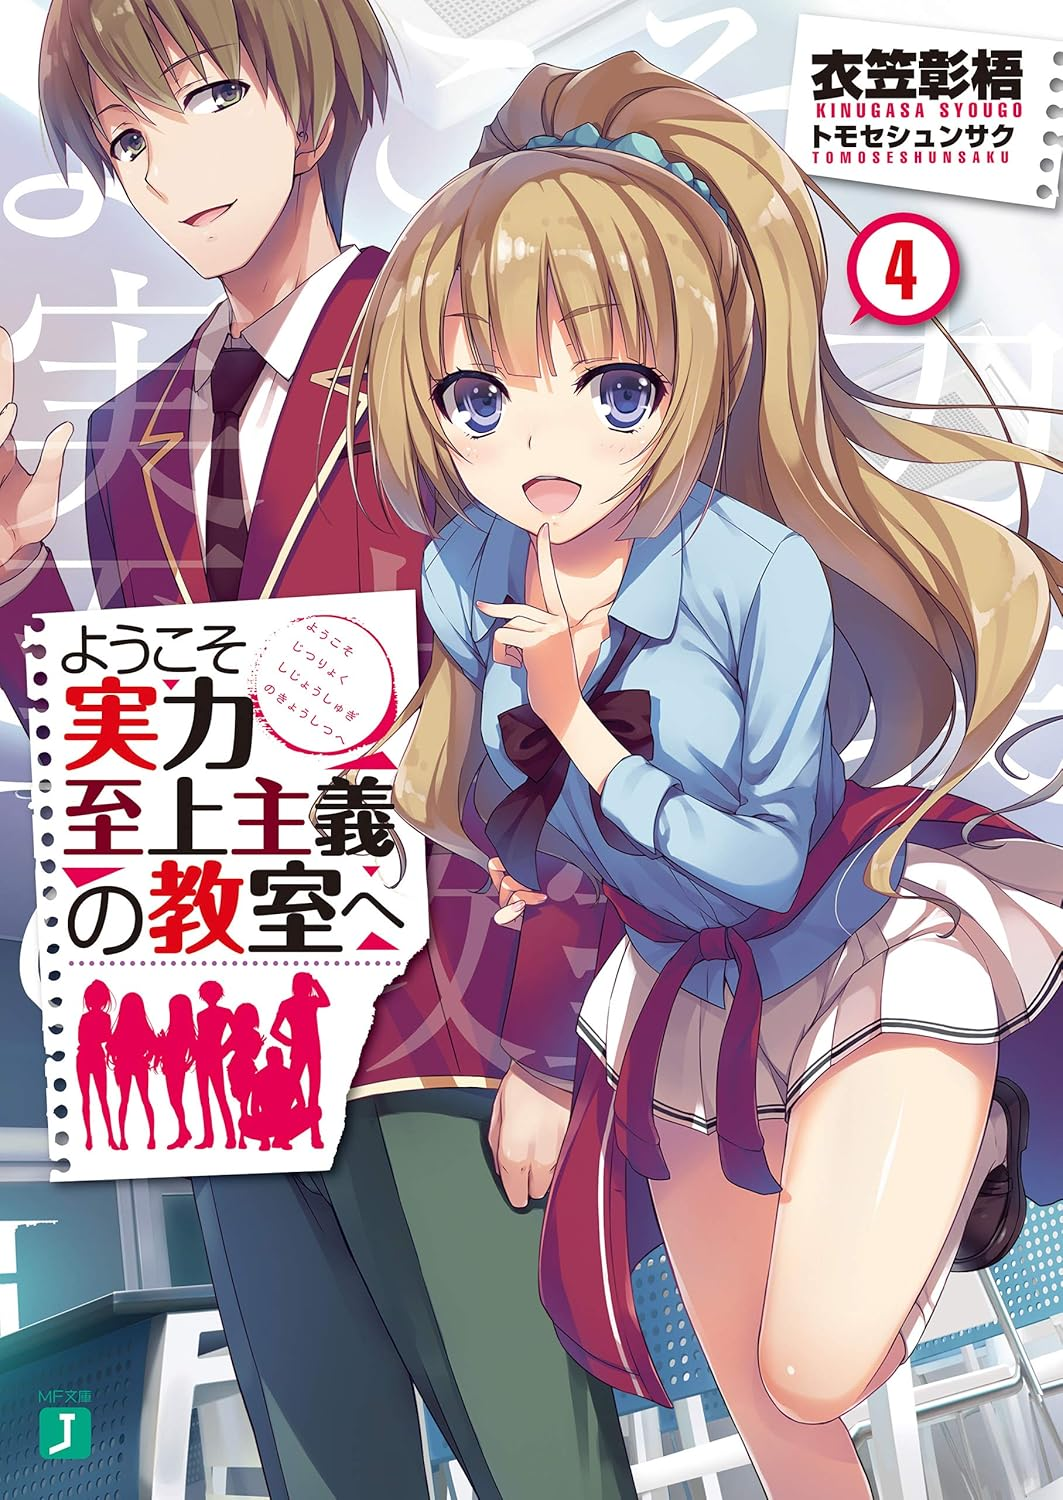 衣笠彰梧
KINUGASA SYOUGO
トモセシュンサク
TOMOSESHUNSAKU
4
ようこそ
実力
至上主義
の教室へ
ようこそ
じつりょく
しじょうしゅぎ
のきょうしつへ
MF文庫
J